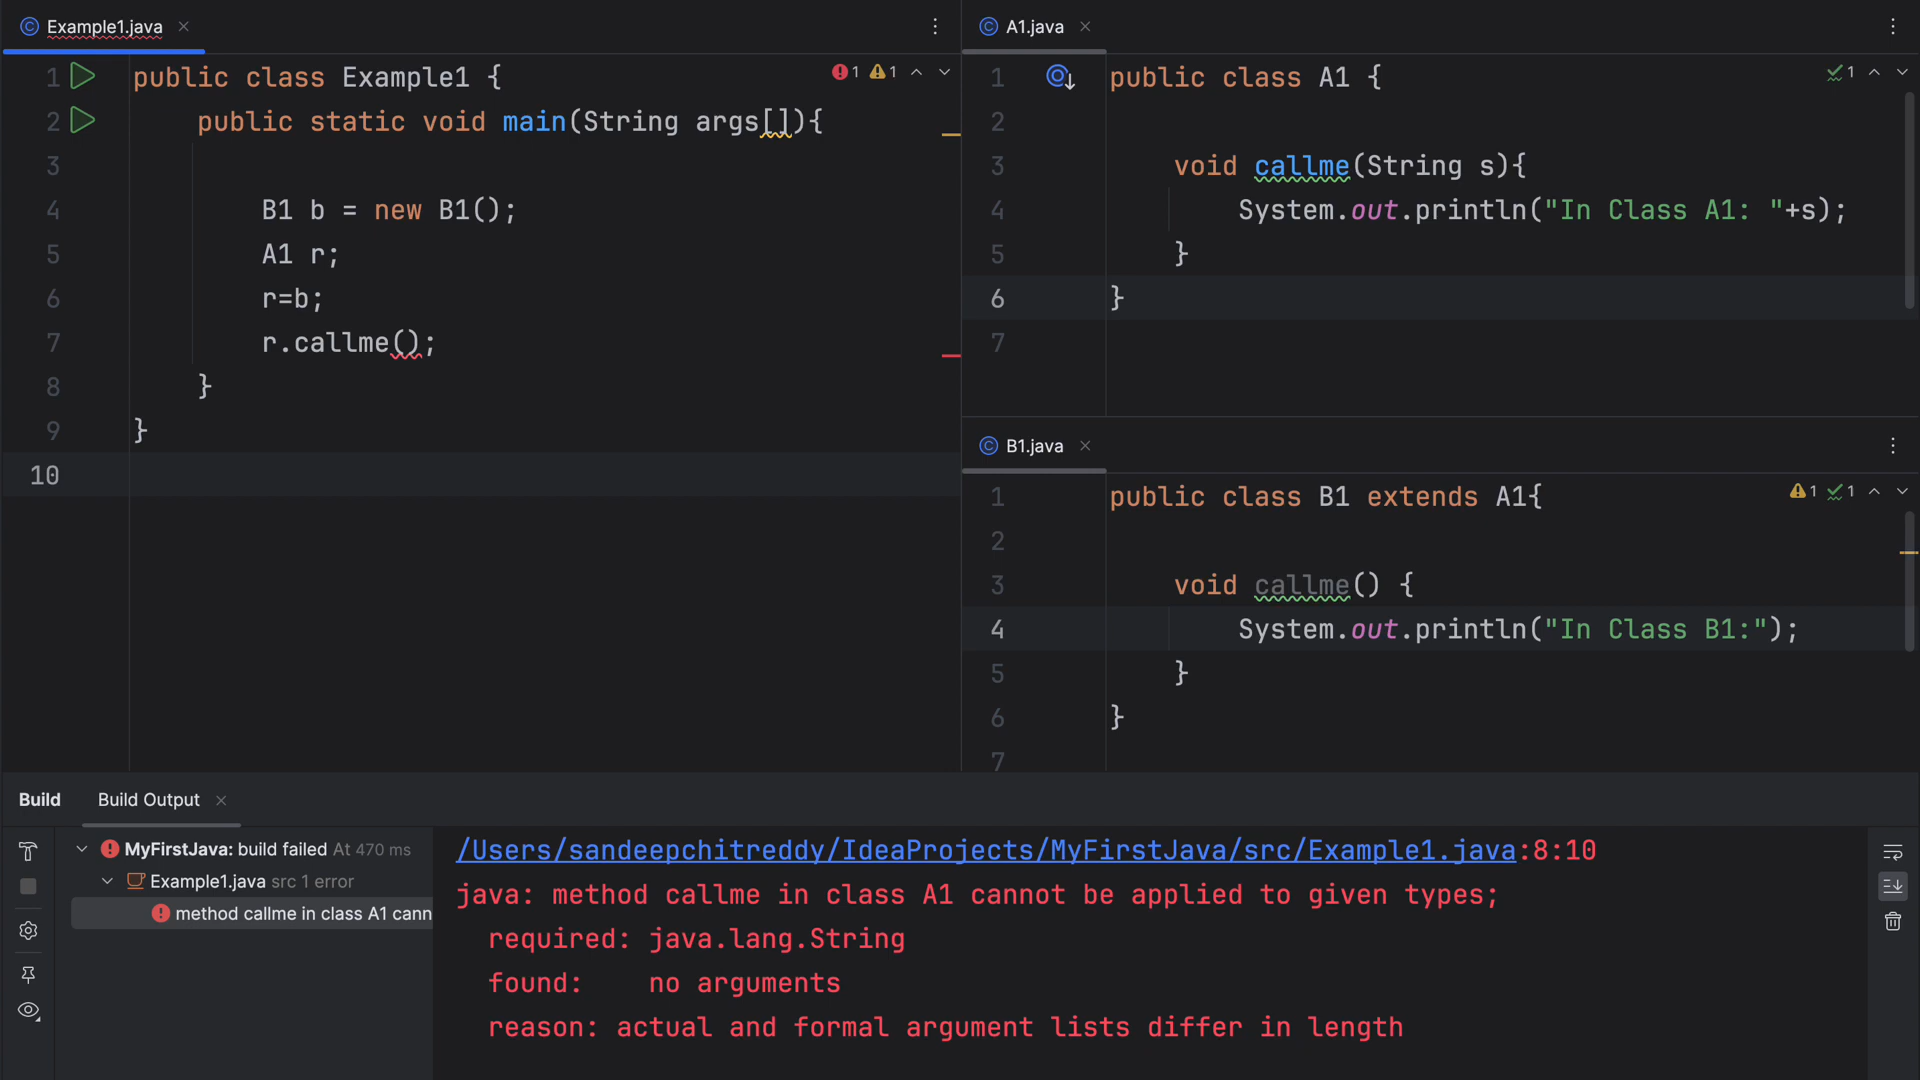 Example1.java
1 public class Example1 {
2 public static void main(String args[]){
3
4 B1 b = new B1();
5 A1 r;
6 r=b;
7 r.callme();
8 }
9 }
10
1 1
A1.java
1 public class A1 {
2
3 void callme(String s){
4 System.out.println("In Class A1: "+s);
5 }
6 }
7
1
B1.java
1 public class B1 extends A1{
2
3 void callme() {
4 System.out.println("In Class B1:");
5 }
6 }
7
1 1
Build Build Output
MyFirstJava: build failed At 470 ms
Example1.java src 1 error
method callme in class A1 cann
/Users/sandeepchitreddy/IdeaProjects/MyFirstJava/src/Example1.java:8:10
java: method callme in class A1 cannot be applied to given types;
required: java.lang.String
found: no arguments
reason: actual and formal argument lists differ in length